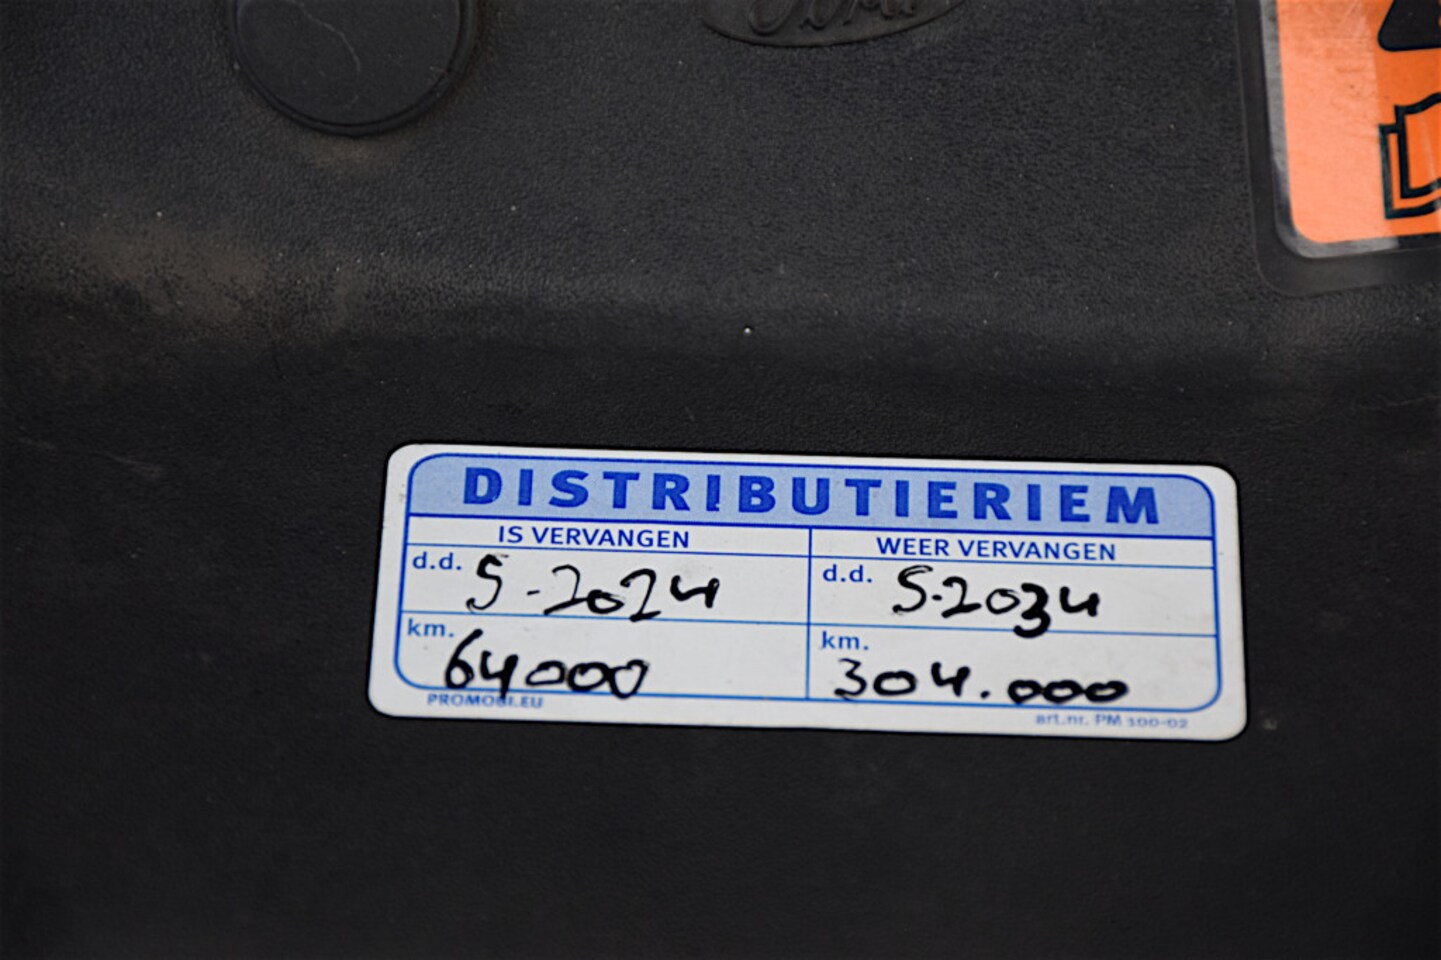 DISTRIBUTIERIEM
IS VERVANGEN
WEER VERVANGEN
d.d. 5-2024
d.d. 5-2034
km. 64000
km. 304.000
PROMOBI.EU
art.nr. PM 100-02